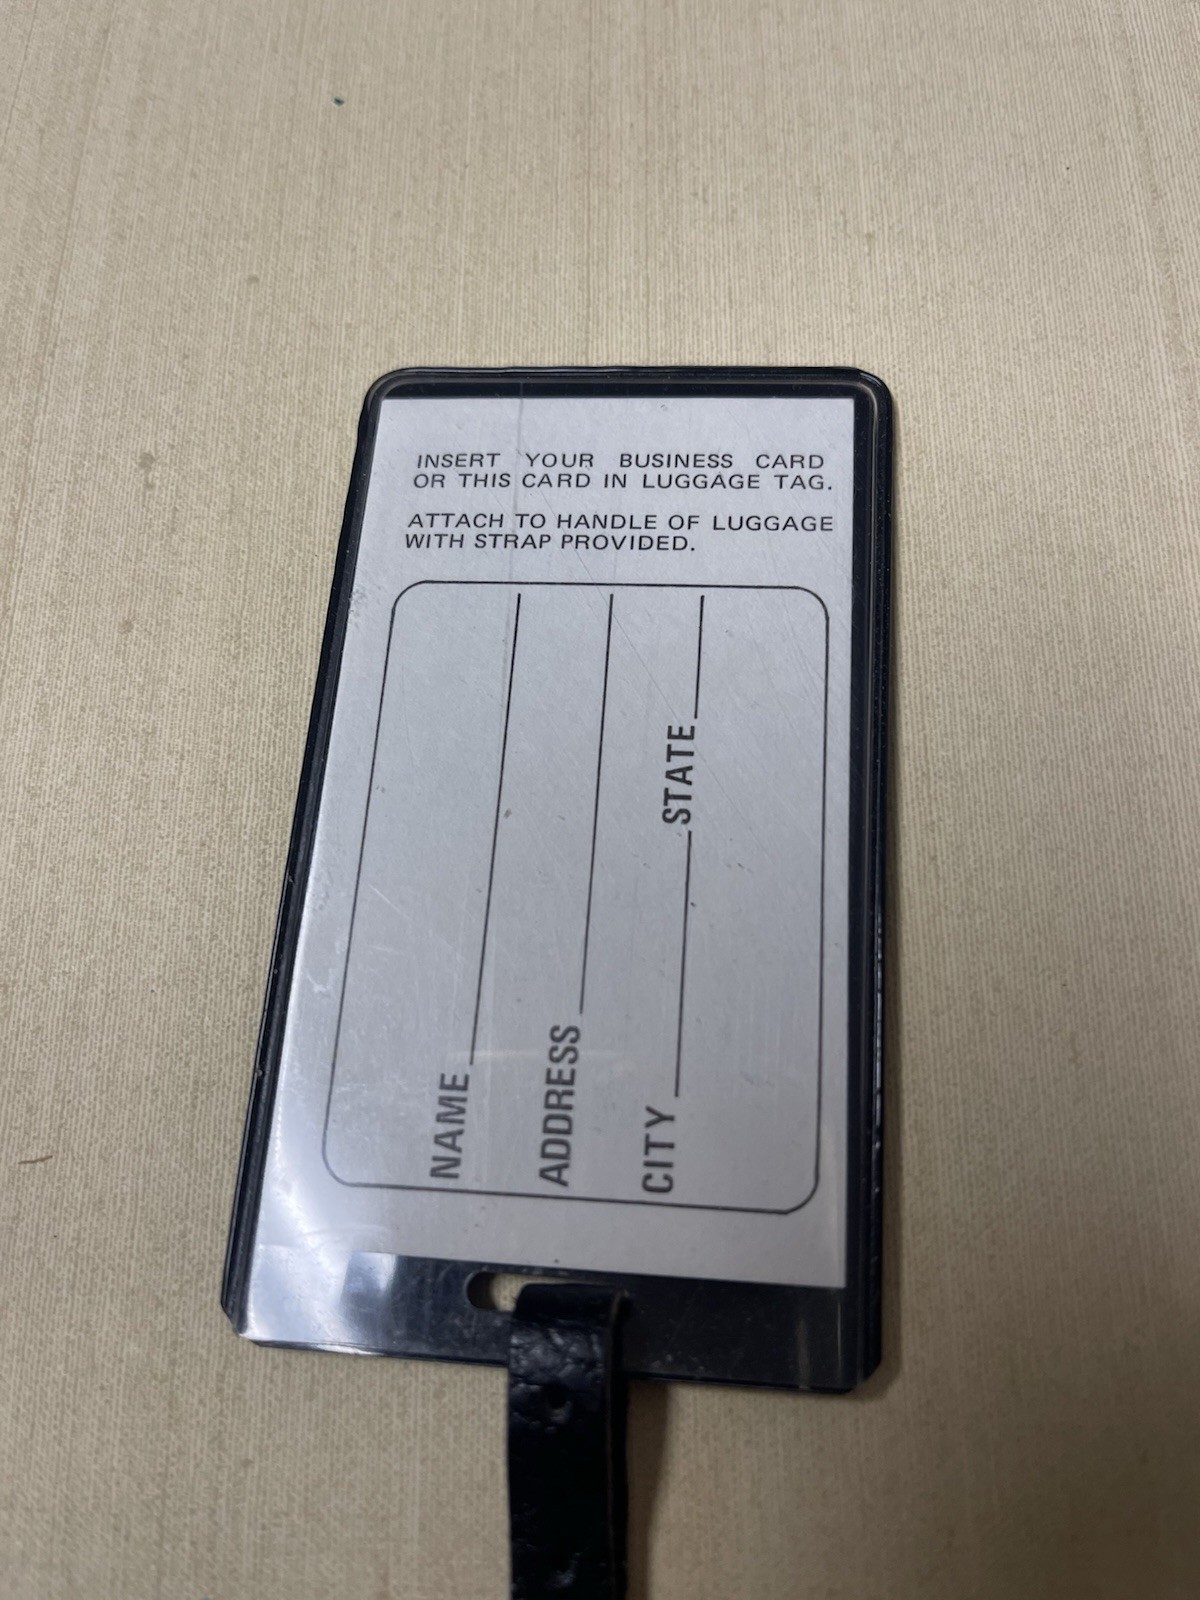 INSERT YOUR BUSINESS CARD
OR THIS CARD IN LUGGAGE TAG.
ATTACH TO HANDLE OF LUGGAGE
WITH STRAP PROVIDED.
NAME
ADDRESS
CITY STATE